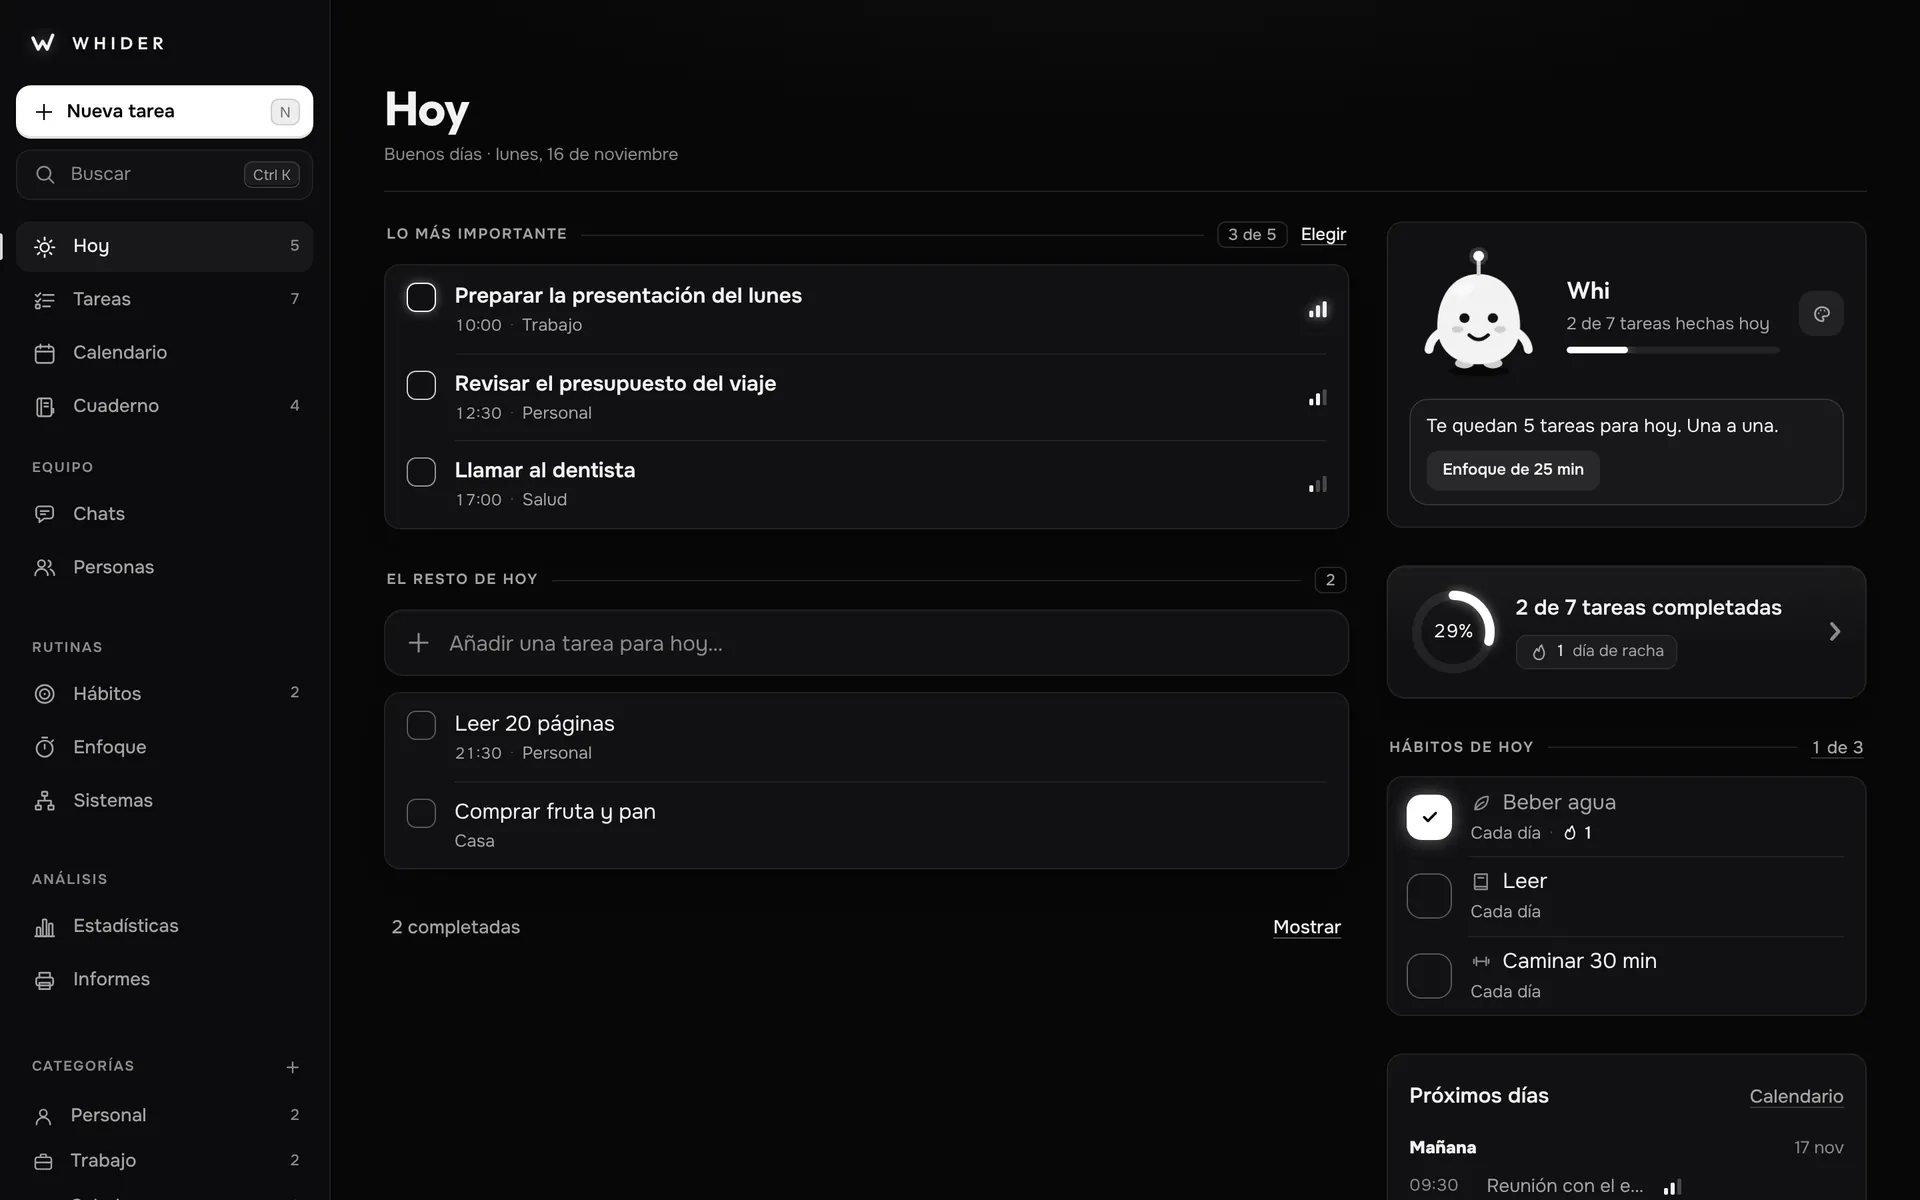 WHIDER
Nueva tarea N
Buscar Ctrl K
Hoy 5
Tareas 7
Calendario
Cuaderno 4
EQUIPO
Chats
Personas
RUTINAS
Hábitos 2
Enfoque
Sistemas
ANÁLISIS
Estadísticas
Informes
CATEGORÍAS
Personal 2
Trabajo 2
Hoy
Buenos días · lunes, 16 de noviembre
LO MÁS IMPORTANTE 3 de 5 Elegir
Preparar la presentación del lunes
10:00 · Trabajo
Revisar el presupuesto del viaje
12:30 · Personal
Llamar al dentista
17:00 · Salud
EL RESTO DE HOY 2
Añadir una tarea para hoy...
Leer 20 páginas
21:30 · Personal
Comprar fruta y pan
Casa
2 completadas Mostrar
Whi
2 de 7 tareas hechas hoy
Te quedan 5 tareas para hoy. Una a una.
Enfoque de 25 min
29%
2 de 7 tareas completadas
1 día de racha
HÁBITOS DE HOY 1 de 3
Beber agua
Cada día · 1
Leer
Cada día
Caminar 30 min
Cada día
Próximos días Calendario
Mañana 17 nov
09:30 Reunión con el e...